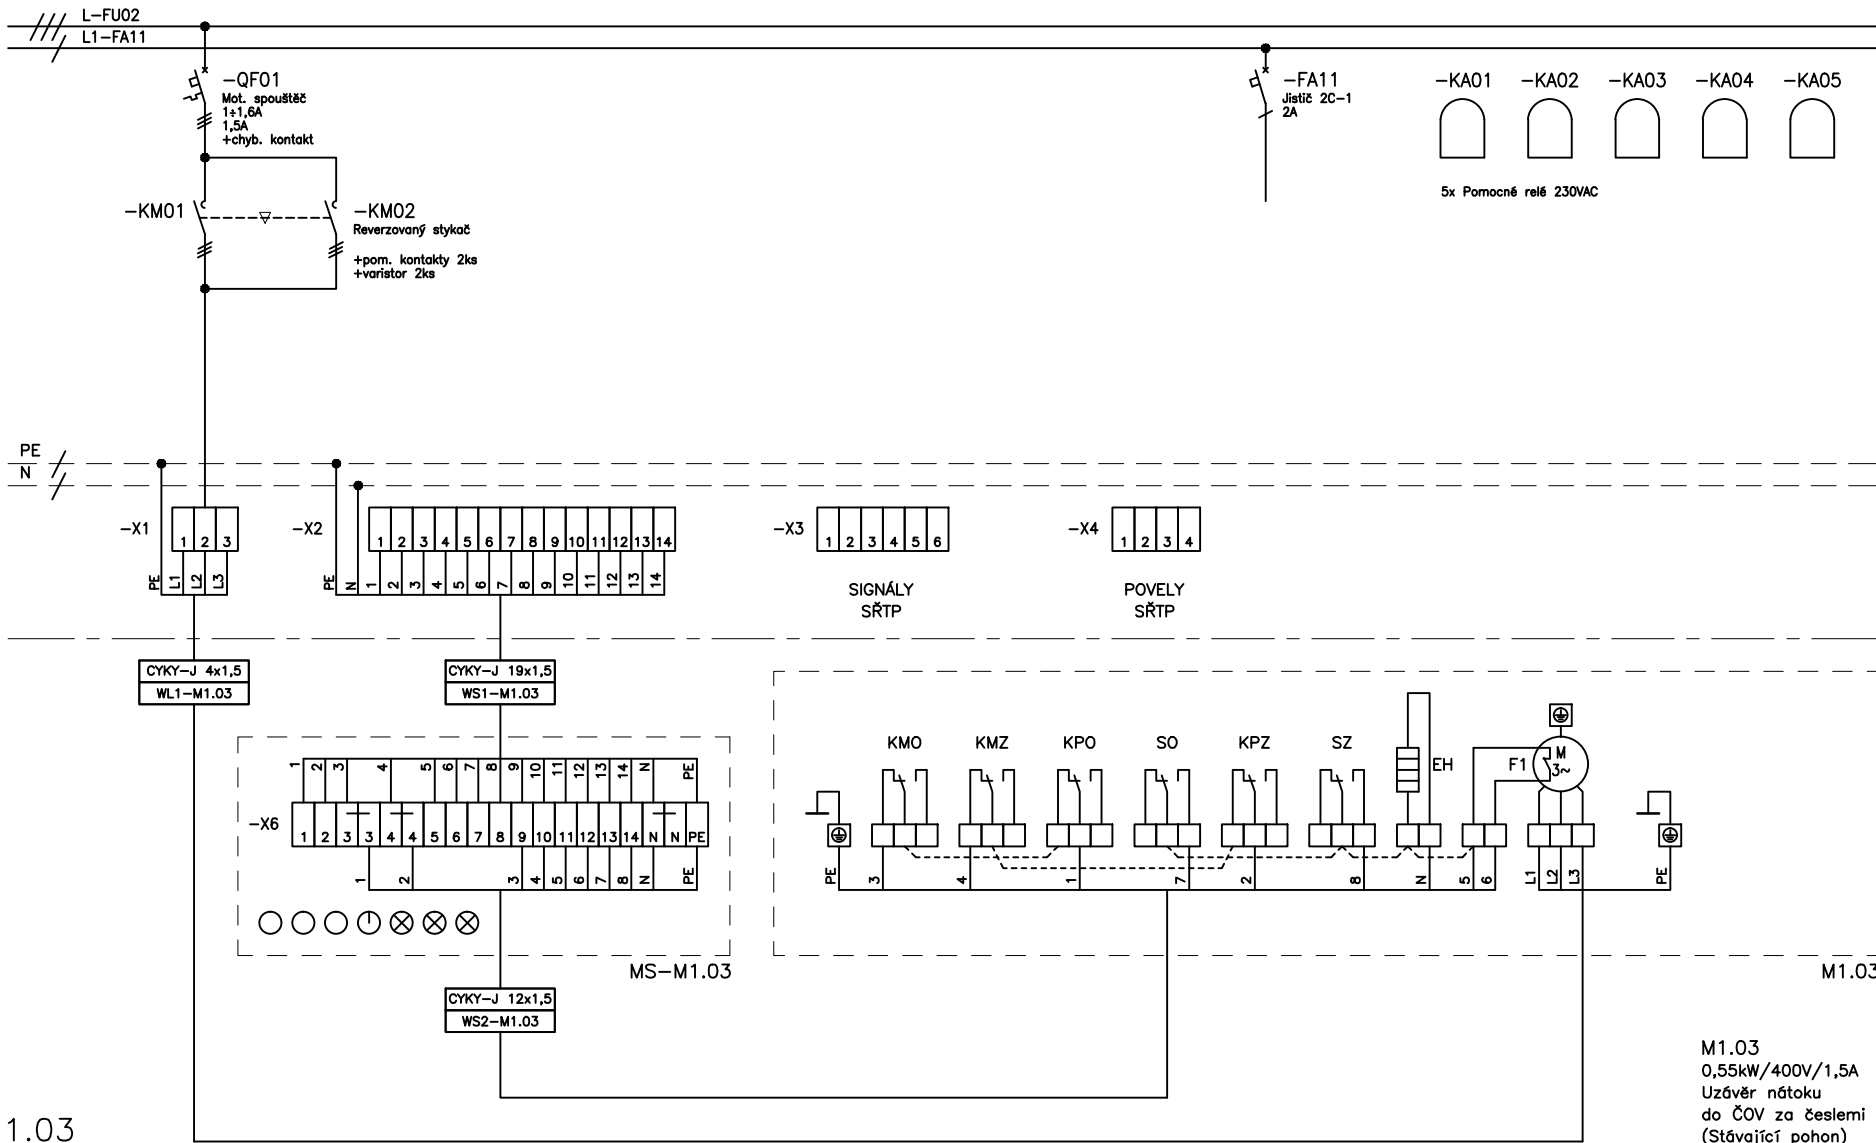 L-FU02
L1-FA11
-QF01
Mot. spouštěč
1÷1,6A
1,5A
+chyb. kontakt
-FA11
Jistič 2C-1
2A
-KA01 -KA02 -KA03 -KA04 -KA05
5x Pomocné relé 230VAC
-KM01
-KM02
Reverzovaný stykač
+pom. kontakty 2ks
+varistor 2ks
PE
N
-X1
1 2 3
PE L1 L2 L3
-X2
1 2 3 4 5 6 7 8 9 10 11 12 13 14
PE N 1 2 3 4 5 6 7 8 9 10 11 12 13 14
-X3
1 2 3 4 5 6
SIGNÁLY
SŘTP
-X4
1 2 3 4
POVELY
SŘTP
CYKY-J 4x1,5
WL1-M1.03
CYKY-J 19x1,5
WS1-M1.03
1 2 3 4 5 6 7 8 9 10 11 12 13 14 N PE
-X6
1 2 3 3 4 4 5 6 7 8 9 10 11 12 13 14 N N PE
1 2 3 4 5 6 7 8 N PE
MS-M1.03
KMO KMZ KPO SO KPZ SZ EH F1 M
3~
PE 3 4 1 7 2 8 N 5 6 L1 L2 L3 PE
M1.03
CYKY-J 12x1,5
WS2-M1.03
M1.03
0,55kW/400V/1,5A
Uzávěr nátoku
do ČOV za česlemi
(Stávající pohon)
1.03